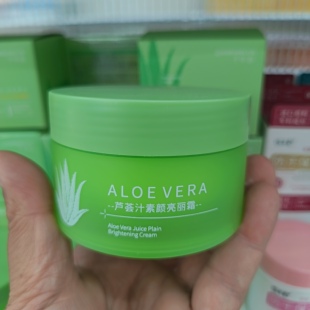 ALOE VERA
--芦荟汁素颜亮丽霜--
Aloe Vera Juice Plain
Brightening Cream